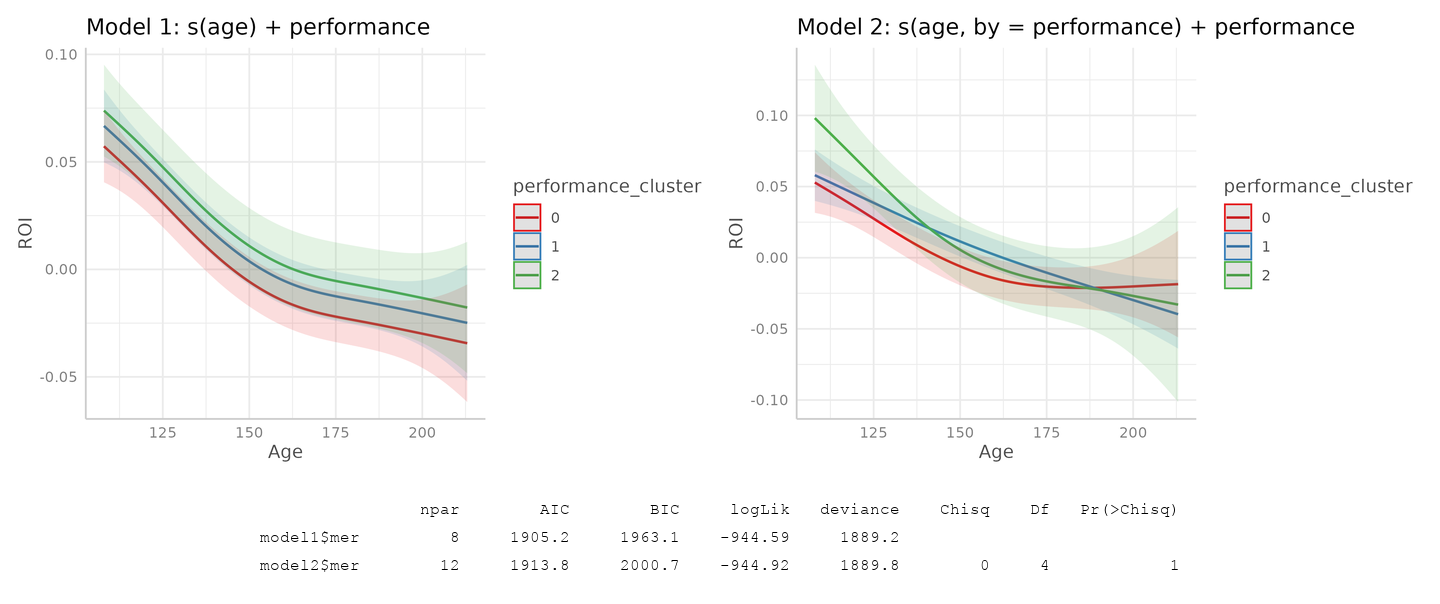 Model 1: s(age) + performance
0.10
0.05
0.00
-0.05
ROI
125 150 175 200
Age
performance_cluster
0
1
2
Model 2: s(age, by = performance) + performance
0.10
0.05
0.00
-0.05
-0.10
ROI
125 150 175 200
Age
performance_cluster
0
1
2
npar AIC BIC logLik deviance Chisq Df Pr(>Chisq)
model1$mer 8 1905.2 1963.1 -944.59 1889.2
model2$mer 12 1913.8 2000.7 -944.92 1889.8 0 4 1